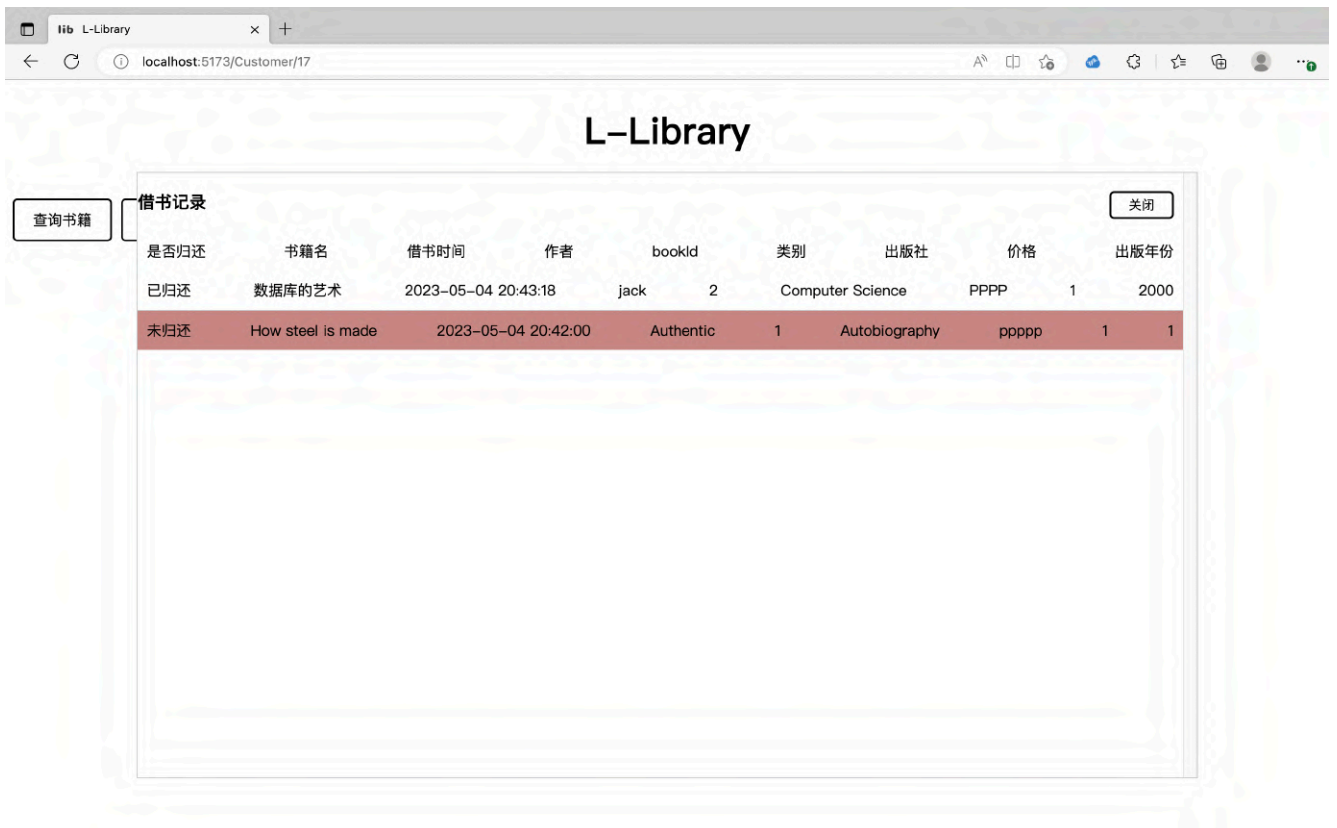 lib L-Library
localhost:5173/Customer/17
L-Library
查询书籍
借书记录
关闭
是否归还 书籍名 借书时间 作者 bookId 类别 出版社 价格 出版年份
已归还 数据库的艺术 2023-05-04 20:43:18 jack 2 Computer Science PPPP 1 2000
未归还 How steel is made 2023-05-04 20:42:00 Authentic 1 Autobiography ppppp 1 1